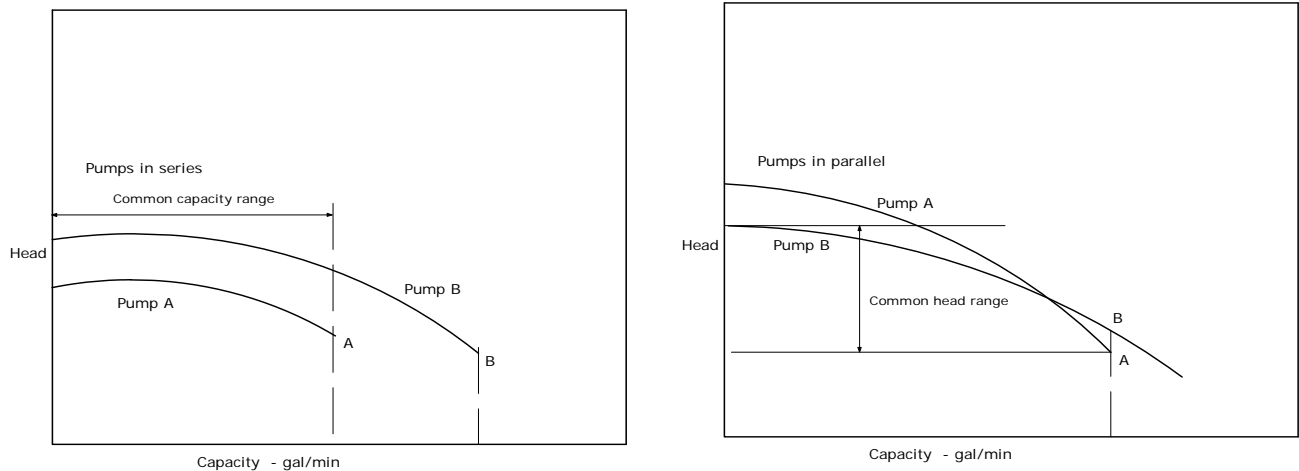 Pumps in series
Common capacity range
Head
Pump A
Pump B
A
B
Capacity - gal/min
Pumps in parallel
Pump A
Head
Pump B
Common head range
B
A
Capacity - gal/min